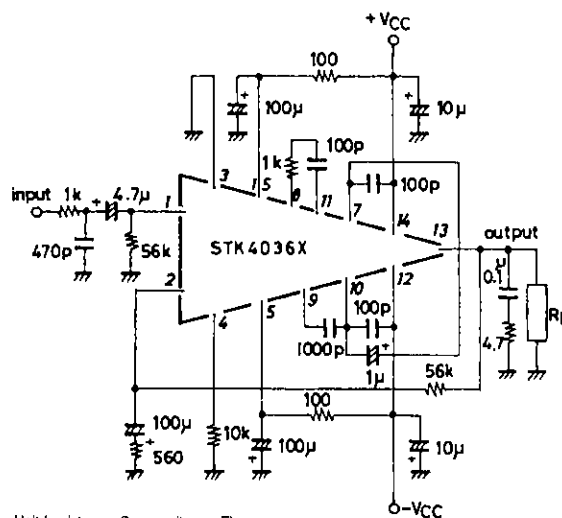 +VCC
100
100μ
10μ
100p
1k
3
1 5
8
11
7
100p
14
13
input
1k
4.7μ
1
STK4036X
output
470p
56k
2
12
0.1μ
RL
4
5
9
10
100p
1000p
1μ
4.7
56k
100
100μ
560
10k
100μ
10μ
-VCC